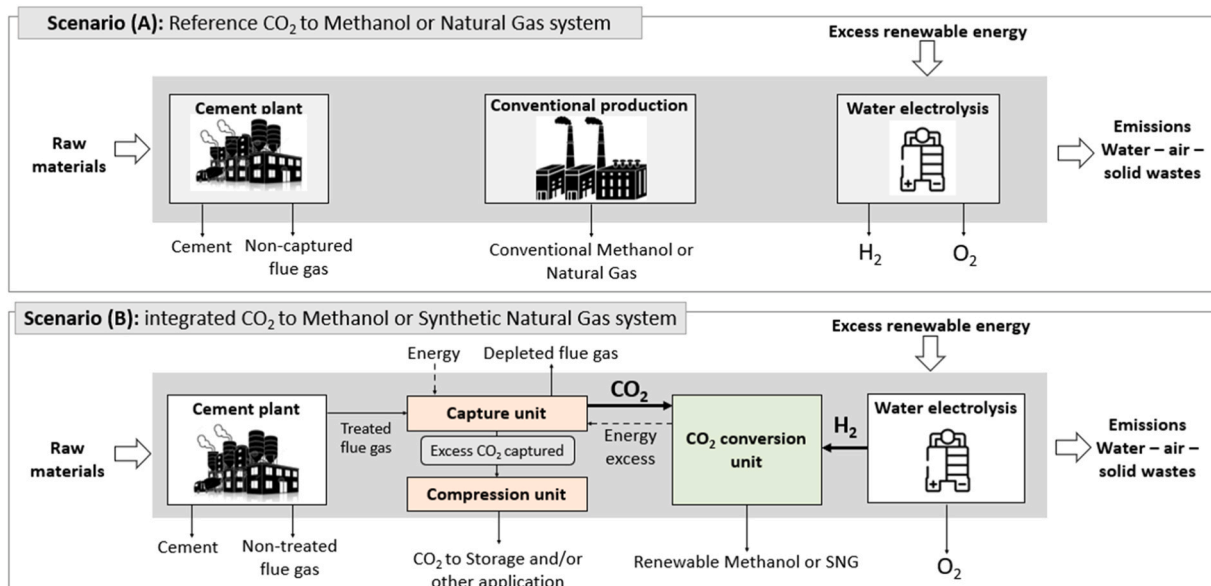 Scenario (A): Reference CO₂ to Methanol or Natural Gas system
Excess renewable energy
Raw
materials
Cement plant
Conventional production
Water electrolysis
Emissions
Water – air –
solid wastes
Cement
Non-captured
flue gas
Conventional Methanol or
Natural Gas
H₂
O₂
Scenario (B): integrated CO₂ to Methanol or Synthetic Natural Gas system
Excess renewable energy
Energy
Depleted flue gas
Raw
materials
Cement plant
Treated
flue gas
Capture unit
Excess CO₂ captured
Compression unit
CO₂
Energy
excess
CO₂ conversion
unit
H₂
Water electrolysis
Emissions
Water – air –
solid wastes
Cement
Non-treated
flue gas
CO₂ to Storage and/or
other application
Renewable Methanol or SNG
O₂